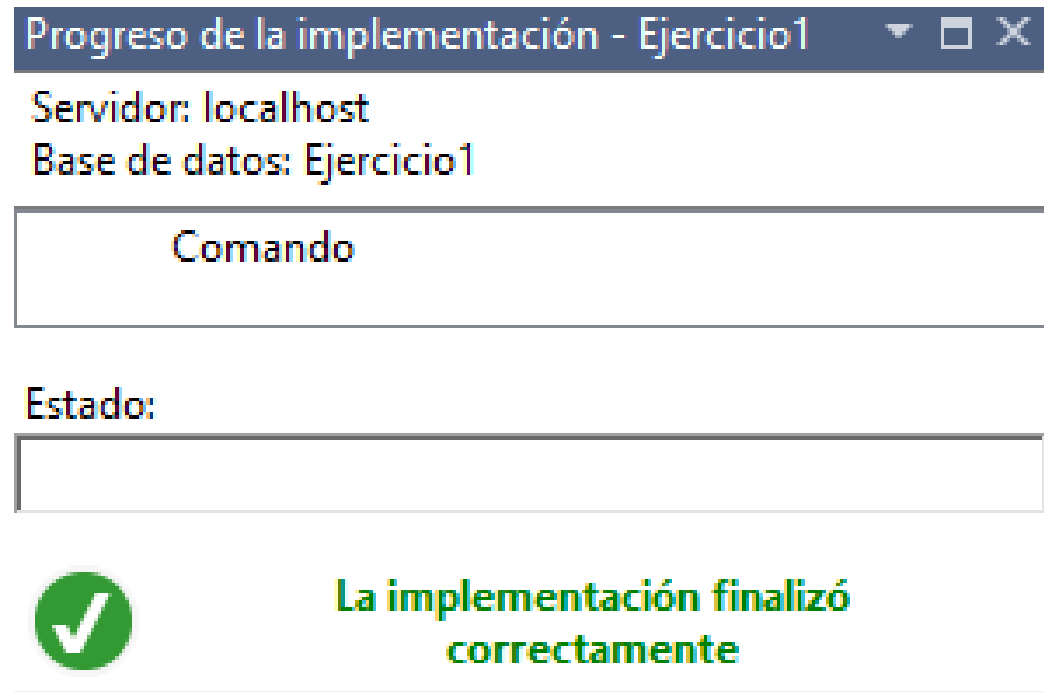 Progreso de la implementación - Ejercicio1
Servidor: localhost
Base de datos: Ejercicio1
Comando
Estado:
La implementación finalizó
correctamente